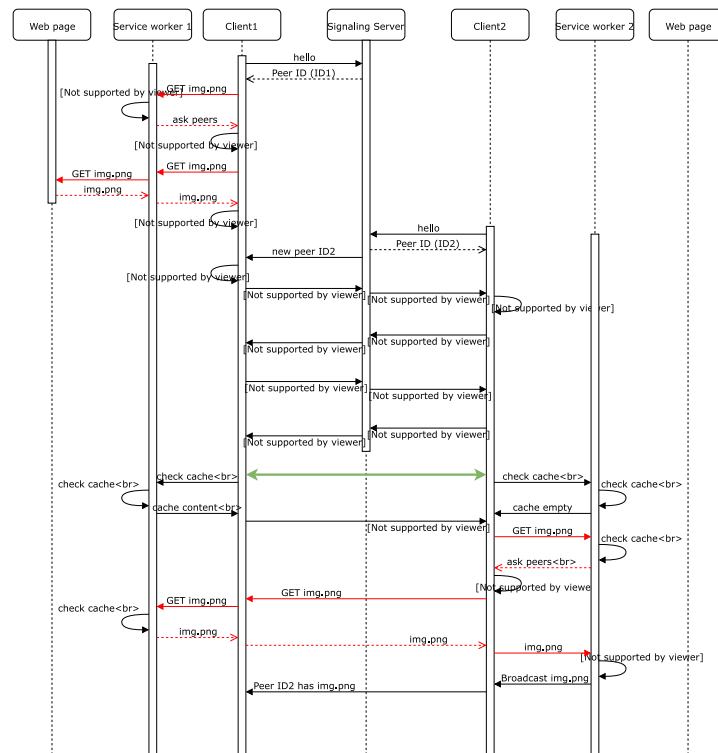 Web page
Service worker 1
Client1
Signaling Server
Client2
Service worker 2
Web page
hello
Peer ID (ID1)
GET img.png
[Not supported by viewer]
ask peers
[Not supported by viewer]
GET img.png
GET img.png
img.png
img.png
[Not supported by viewer]
hello
Peer ID (ID2)
new peer ID2
[Not supported by viewer]
[Not supported by viewer]
[Not supported by viewer]
[Not supported by viewer]
[Not supported by viewer]
[Not supported by viewer]
[Not supported by viewer]
[Not supported by viewer]
[Not supported by viewer]
[Not supported by viewer]
check cache<br>
check cache<br>
check cache<br>
check cache<br>
cache content<br>
cache empty
[Not supported by viewer]
GET img.png
check cache<br>
ask peers<br>
[Not supported by viewe
GET img.png
GET img.png
check cache<br>
img.png
img.png
img.png
[Not supported by viewer]
Broadcast img.png
Peer ID2 has img.png